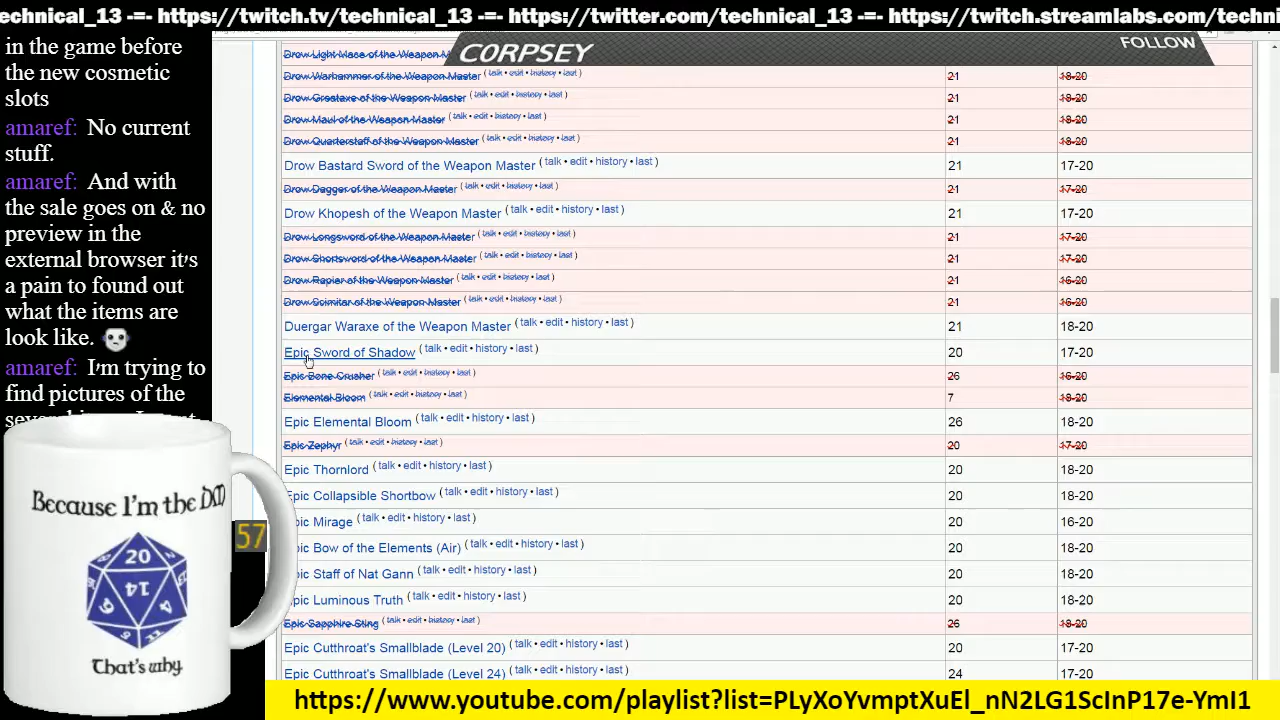 echnical_13 -=- https://twitch.tv/technical_13 -=- https://twitter.com/technical_13 -=- https://twitch.streamlabs.com/techni
CORPSEY
FOLLOW
in the game before
the new cosmetic
slots
amaref: No current
stuff.
amaref: And with
the sale goes on & no
preview in the
external browser it's
a pain to found out
what the items are
look like.
amaref: I'm trying to
find pictures of the
Because I'm the DM
20
14
That's why.
57
Drow Light Mace of the Weapon M
Drow Warhammer of the Weapon Master ( talk • edit • history • last ) 21 18-20
Drow Greataxe of the Weapon Master ( talk • edit • history • last ) 21 18-20
Drow Maul of the Weapon Master ( talk • edit • history • last ) 21 18-20
Drow Quarterstaff of the Weapon Master ( talk • edit • history • last ) 21 18-20
Drow Bastard Sword of the Weapon Master ( talk • edit • history • last ) 21 17-20
Drow Dagger of the Weapon Master ( talk • edit • history • last ) 21 17-20
Drow Khopesh of the Weapon Master ( talk • edit • history • last ) 21 17-20
Drow Longsword of the Weapon Master ( talk • edit • history • last ) 21 17-20
Drow Shortsword of the Weapon Master ( talk • edit • history • last ) 21 17-20
Drow Rapier of the Weapon Master ( talk • edit • history • last ) 21 16-20
Drow Scimitar of the Weapon Master ( talk • edit • history • last ) 21 16-20
Duergar Waraxe of the Weapon Master ( talk • edit • history • last ) 21 18-20
Epic Sword of Shadow ( talk • edit • history • last ) 20 17-20
Epic Bone Crusher ( talk • edit • history • last ) 26 16-20
Elemental Bloom ( talk • edit • history • last ) 7 18-20
Epic Elemental Bloom ( talk • edit • history • last ) 26 18-20
Epic Zephyr ( talk • edit • history • last ) 20 17-20
Epic Thornlord ( talk • edit • history • last ) 20 18-20
Epic Collapsible Shortbow ( talk • edit • history • last ) 20 18-20
pic Mirage ( talk • edit • history • last ) 20 16-20
pic Bow of the Elements (Air) ( talk • edit • history • last ) 20 18-20
pic Staff of Nat Gann ( talk • edit • history • last ) 20 18-20
pic Luminous Truth ( talk • edit • history • last ) 20 18-20
Epic Sapphire Sting ( talk • edit • history • last ) 26 18-20
Epic Cutthroat's Smallblade (Level 20) ( talk • edit • history • last ) 20 17-20
Epic Cutthroat's Smallblade (Level 24) ( talk • edit • history • last ) 24 17-20
https://www.youtube.com/playlist?list=PLyXoYvmptXuEl_nN2LG1ScInP17e-YmI1